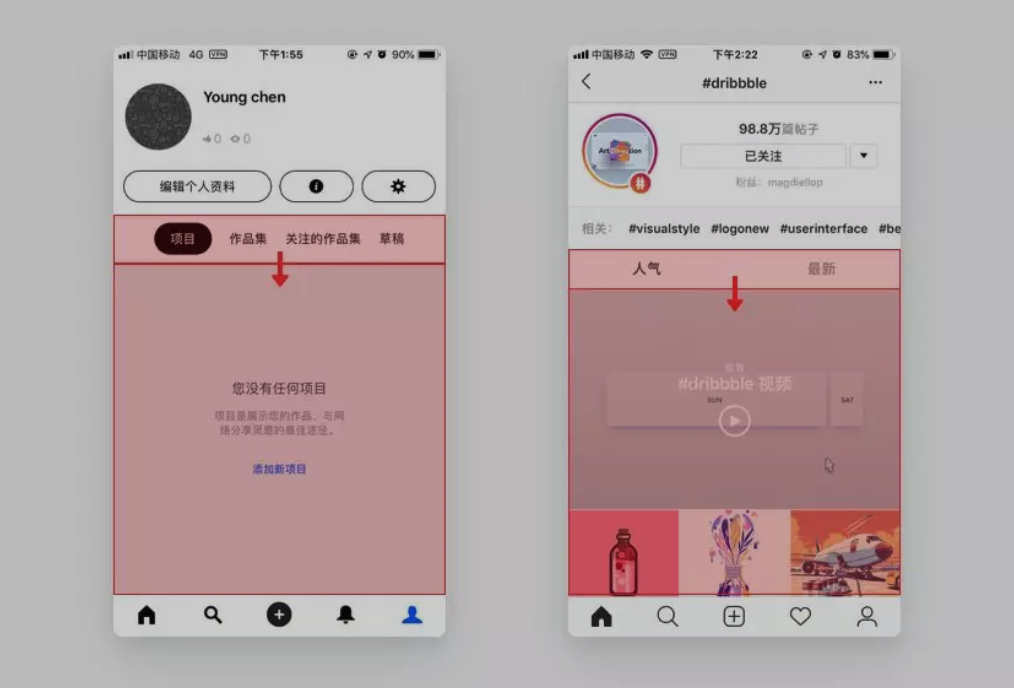 中国移动 4G VPN 下午1:55 90%
Young chen
0 0
编辑个人资料
项目 作品集 关注的作品集 草稿
您没有任何项目
项目是展示您的作品、与网
络分享灵感的最佳途径。
添加新项目
中国移动 VPN 下午2:22 83%
#dribbble
98.8万篇帖子
已关注
粉丝: magdiellop
Art Direction
#
相关: #visualstyle #logonew #userinterface #be
人气 最新
观看
#dribbble 视频
SUN SAT